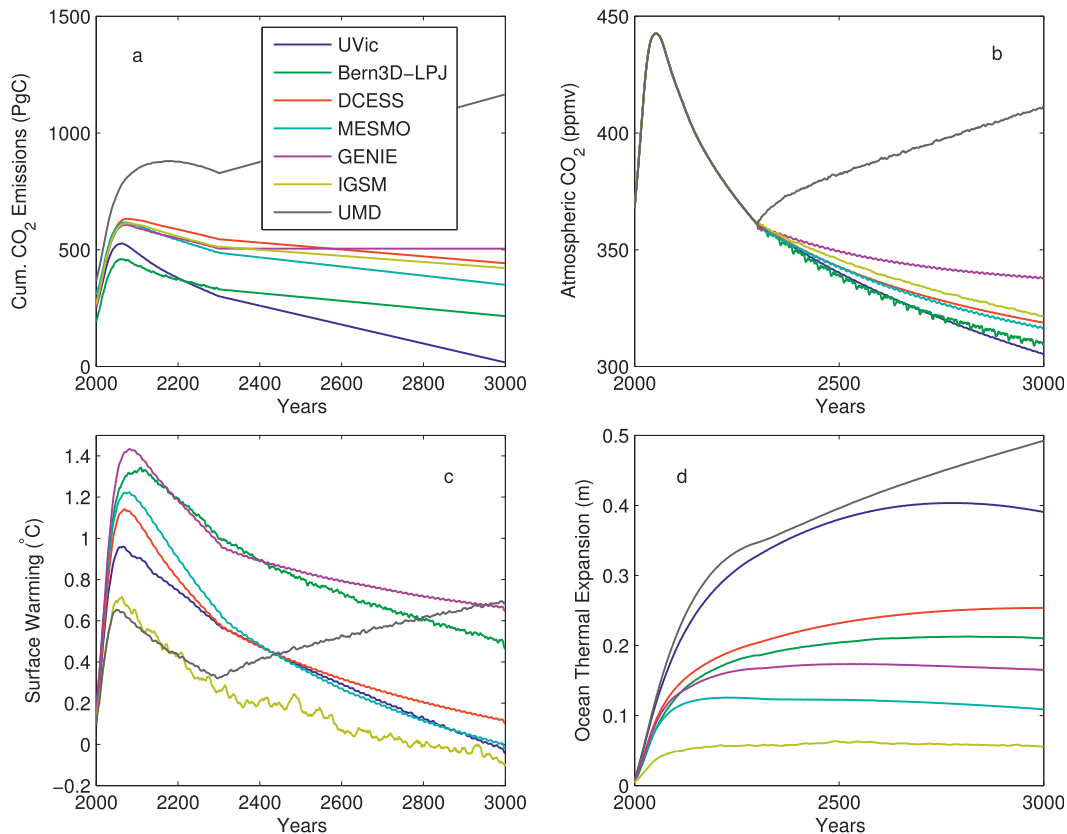 1500
1000
500
0
Cum. CO2 Emissions (PgC)
a
UVic
Bern3D−LPJ
DCESS
MESMO
GENIE
IGSM
UMD
2000 2200 2400 2600 2800 3000
Years
450
400
350
300
Atmospheric CO2 (ppmv)
b
2000 2500 3000
Years
1.4
1.2
1
0.8
0.6
0.4
0.2
0
−0.2
Surface Warming (°C)
c
2000 2200 2400 2600 2800 3000
Years
0.5
0.4
0.3
0.2
0.1
0
Ocean Thermal Expansion (m)
d
2000 2500 3000
Years